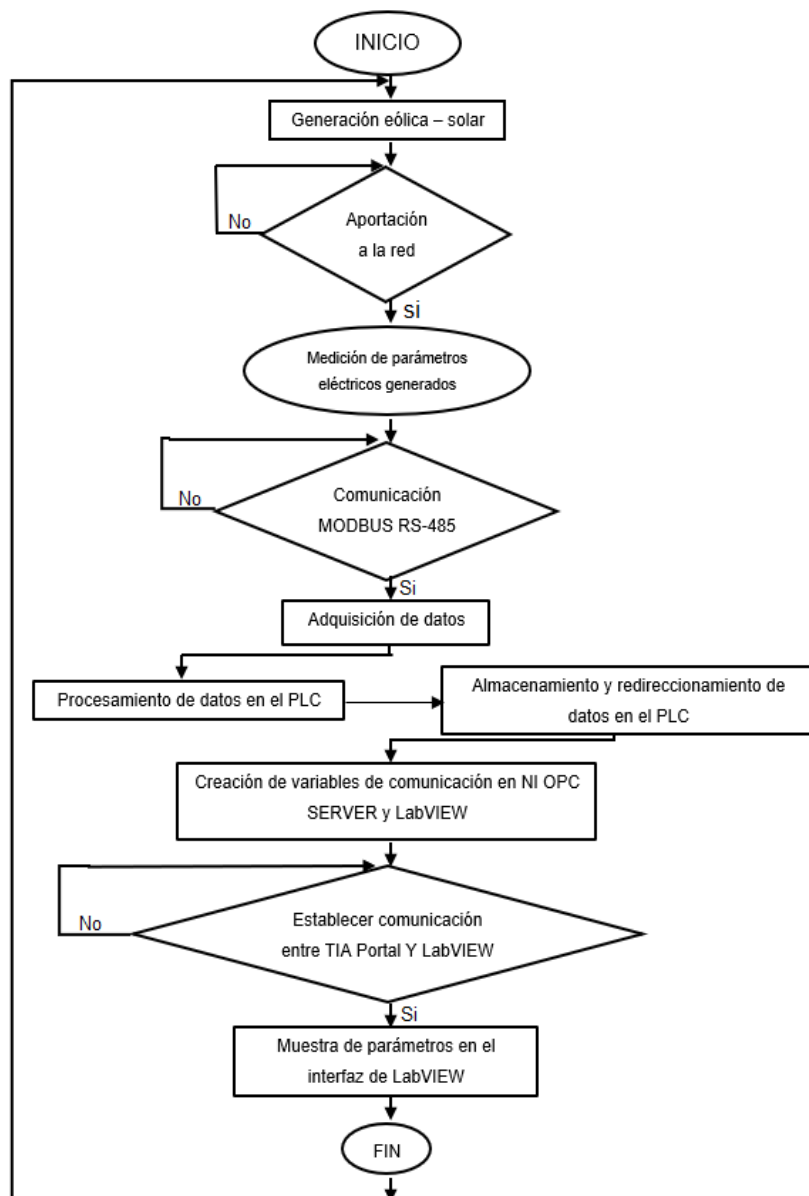 INICIO
Generación eólica – solar
No
Aportación
a la red
si
Medición de parámetros
eléctricos generados
No
Comunicación
MODBUS RS-485
Si
Adquisición de datos
Procesamiento de datos en el PLC
Almacenamiento y redireccionamiento de
datos en el PLC
Creación de variables de comunicación en NI OPC
SERVER y LabVIEW
No
Establecer comunicación
entre TIA Portal Y LabVIEW
Si
Muestra de parámetros en el
interfaz de LabVIEW
FIN